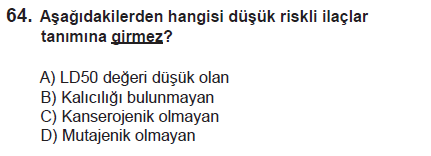 64. Aşağıdakilerden hangisi düşük riskli ilaçlar
tanımına girmez?
A) LD50 değeri düşük olan
B) Kalıcılığı bulunmayan
C) Kanserojenik olmayan
D) Mutajenik olmayan